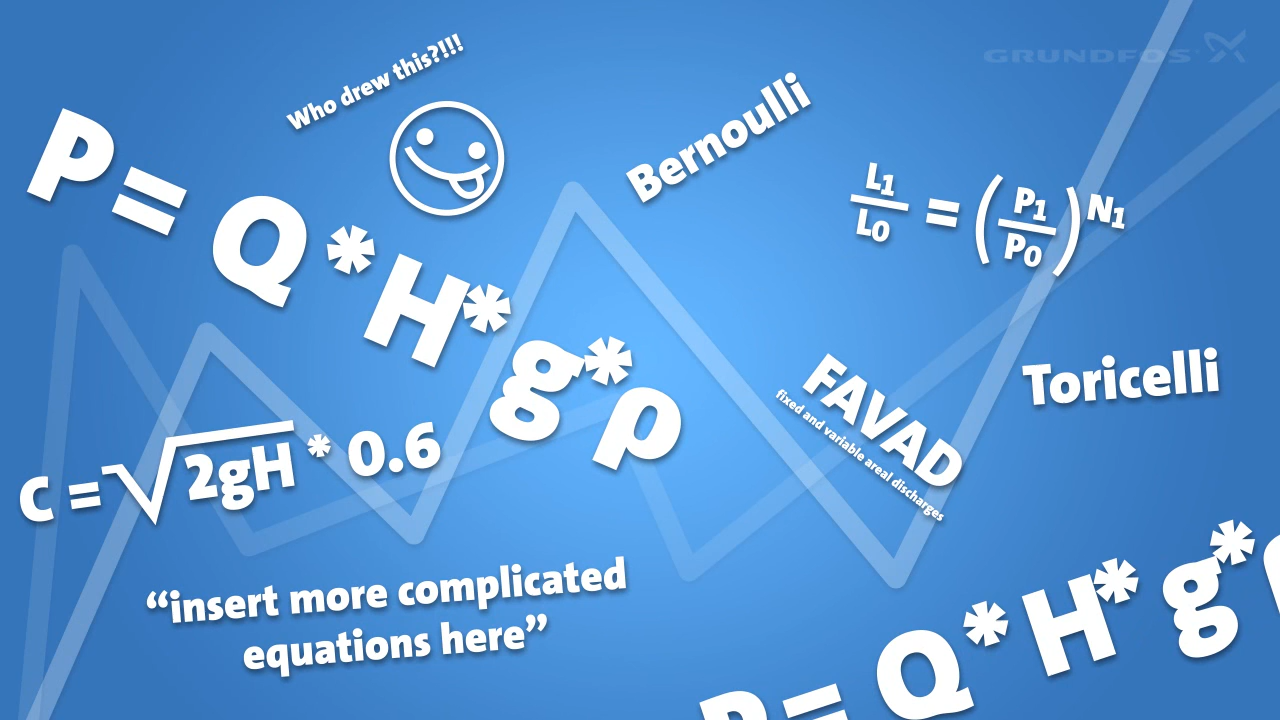 GRUNDFOS
Who drew this?!!!
Bernoulli
P= Q*H*g*ρ
L1/L0 = (P1/P0)N1
Toricelli
FAVAD
fixed and variable areal discharges
c = √2gH * 0.6
“insert more complicated
equations here”
P= Q*H*g*